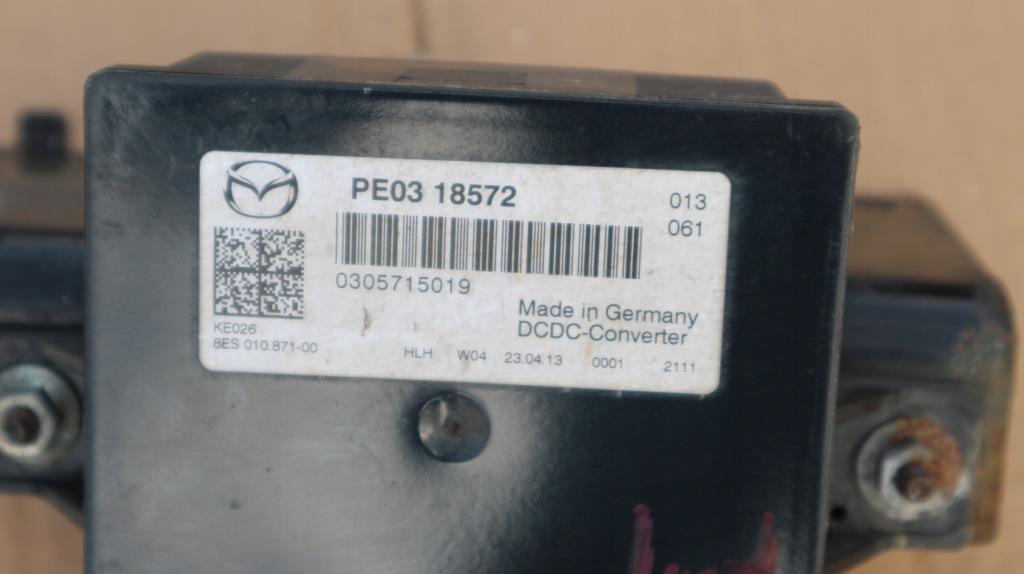 PE03 18572
013
061
0305715019
Made in Germany
DCDC-Converter
KE026
8ES 010.871-00
HLH W04 23.04.13 0001 2111